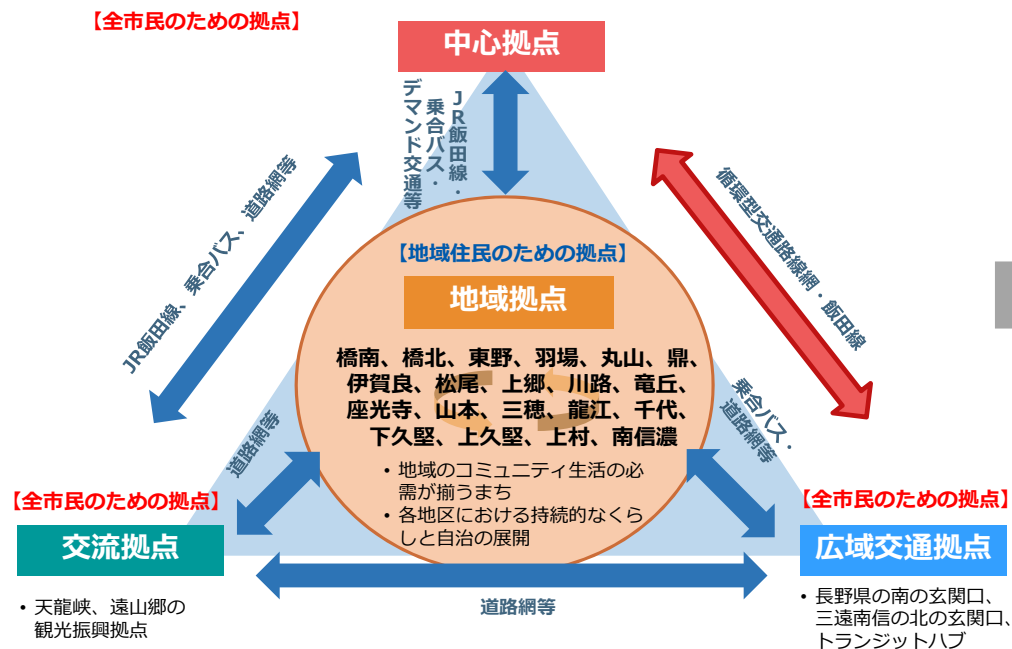 【全市民のための拠点】
中心拠点
JR飯田線・
乗合バス・
デマンド交通等
JR飯田線、乗合バス、道路網等
循環型交通路線網・飯田線
【地域住民のための拠点】
地域拠点
橋南、橋北、東野、羽場、丸山、鼎、
伊賀良、松尾、上郷、川路、竜丘、
座光寺、山本、三穂、龍江、千代、
下久堅、上久堅、上村、南信濃
• 地域のコミュニティ生活の必
需が揃うまち
• 各地区における持続的なくら
しと自治の展開
道路網等
乗合バス・
道路網等
【全市民のための拠点】
交流拠点
• 天龍峡、遠山郷の
観光振興拠点
道路網等
【全市民のための拠点】
広域交通拠点
• 長野県の南の玄関口、
三遠南信の北の玄関口、
トランジットハブ